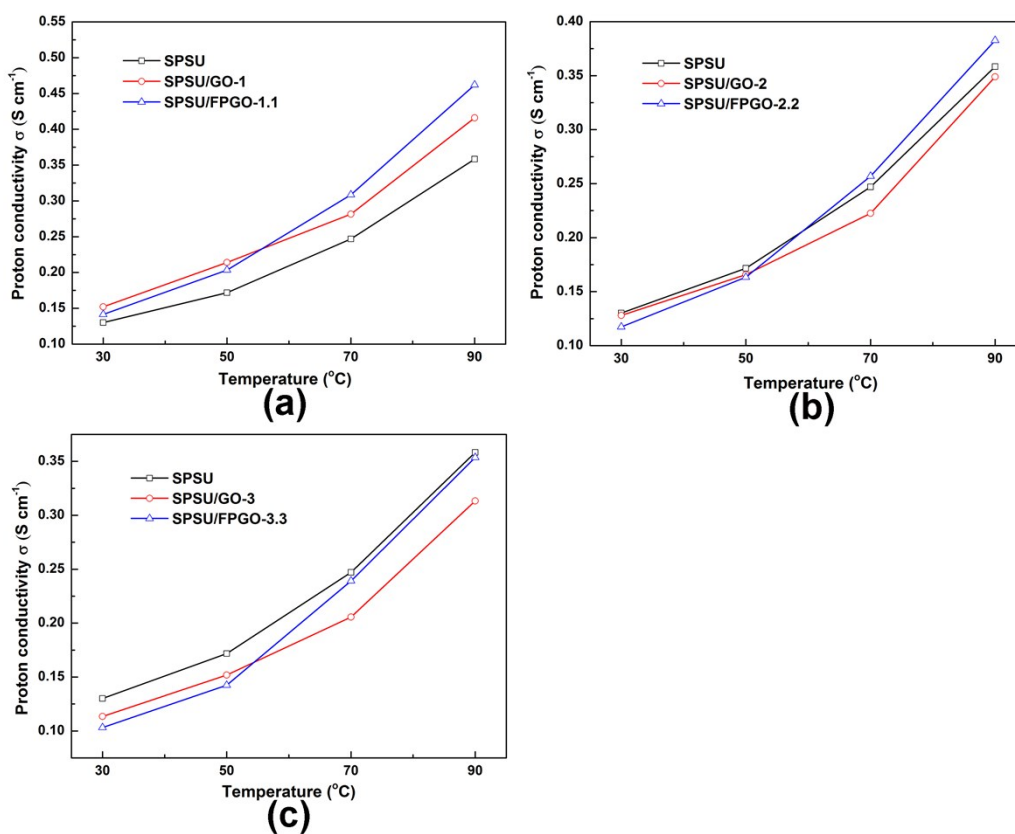 0.55
0.50
0.45
0.40
0.35
0.30
0.25
0.20
0.15
0.10
Proton conductivity σ (S cm⁻¹)
SPSU
SPSU/GO-1
SPSU/FPGO-1.1
30 50 70 90
Temperature (°C)
(a)
0.40
0.35
0.30
0.25
0.20
0.15
0.10
Proton conductivity σ (S cm⁻¹)
SPSU
SPSU/GO-2
SPSU/FPGO-2.2
30 50 70 90
Temperature (°C)
(b)
0.35
0.30
0.25
0.20
0.15
0.10
Proton conductivity σ (S cm⁻¹)
SPSU
SPSU/GO-3
SPSU/FPGO-3.3
30 50 70 90
Temperature (°C)
(c)